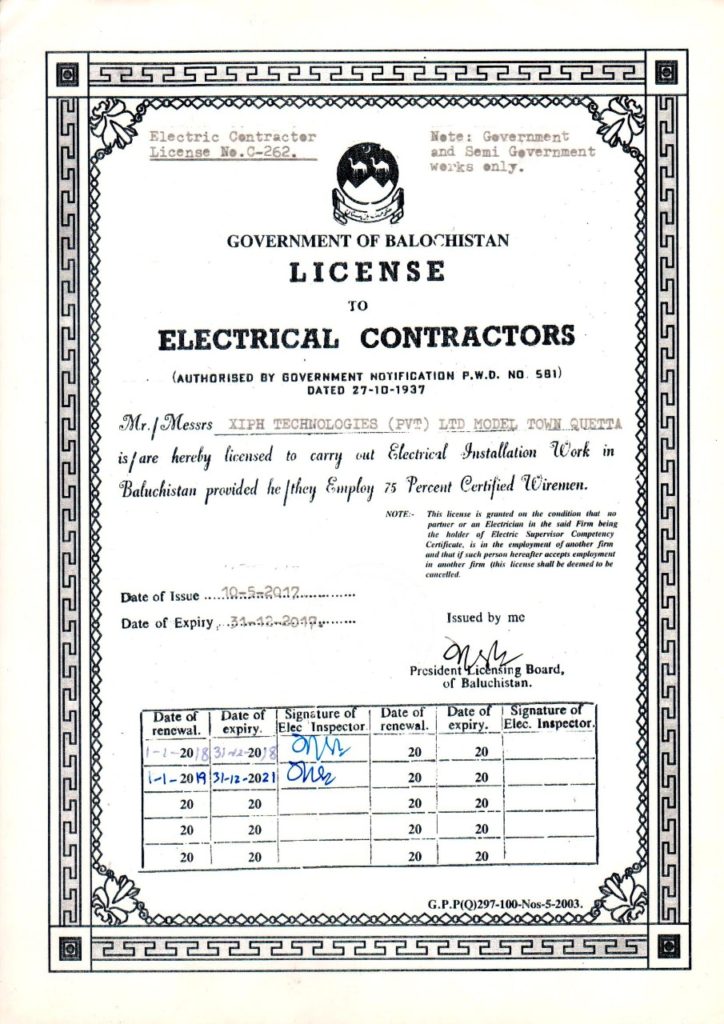 Electric Contractor
License No.C-262.
Note: Government
and Semi Government
works only.
GOVERNMENT OF BALOCHISTAN
LICENSE
TO
ELECTRICAL CONTRACTORS
(AUTHORISED BY GOVERNMENT NOTIFICATION P.W.D. NO. 581)
DATED 27-10-1937
Mr./Messrs XIPH TECHNOLOGIES (PVT) LTD MODEL TOWN QUETTA
is/are hereby licensed to carry out Electrical Installation Work in
Baluchistan provided he/they Employ 75 Percent Certified Wiremen.
NOTE:- This license is granted on the condition that no
partner or an Electrician in the said Firm being
the holder of Electric Supervisor Competency
Certificate, is in the employment of another firm
and that if such person hereafter accepts employment
in another firm (this license shall be deemed to be
cancelled.
Date of Issue ....10-5-2017............
Date of Expiry ...31-12-2017.........
Issued by me
President Licensing Board,
of Baluchistan.
Date of renewal. Date of expiry. Signature of Elec Inspector Date of renewal. Date of expiry. Signature of Elec. Inspector.
1-1-2018 31-12-2018 20 20
1-1-2019 31-12-2021 20 20
20 20 20 20
20 20 20 20
20 20 20 20
G.P.P(Q)297-100-Nos-5-2003.